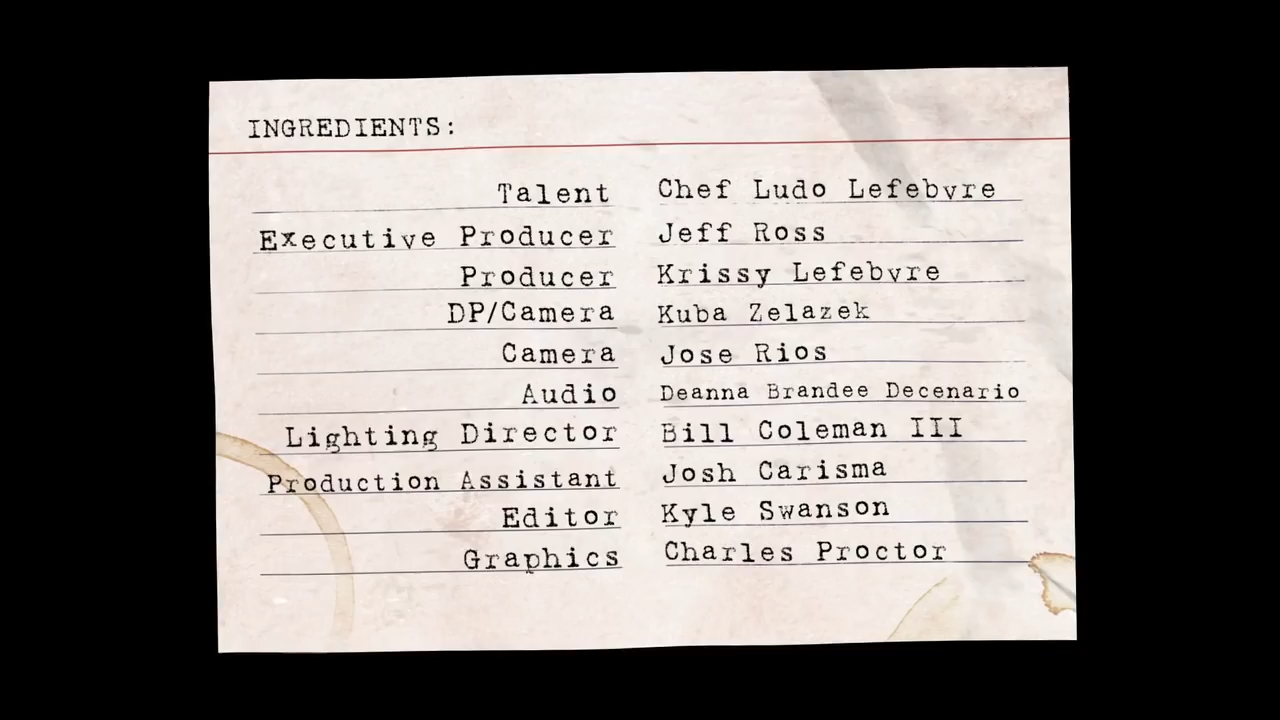 INGREDIENTS:
Talent Chef Ludo Lefebvre
Executive Producer Jeff Ross
Producer Krissy Lefebvre
DP/Camera Kuba Zelazek
Camera Jose Rios
Audio Deanna Brandee Decenario
Lighting Director Bill Coleman III
Production Assistant Josh Carisma
Editor Kyle Swanson
Graphics Charles Proctor